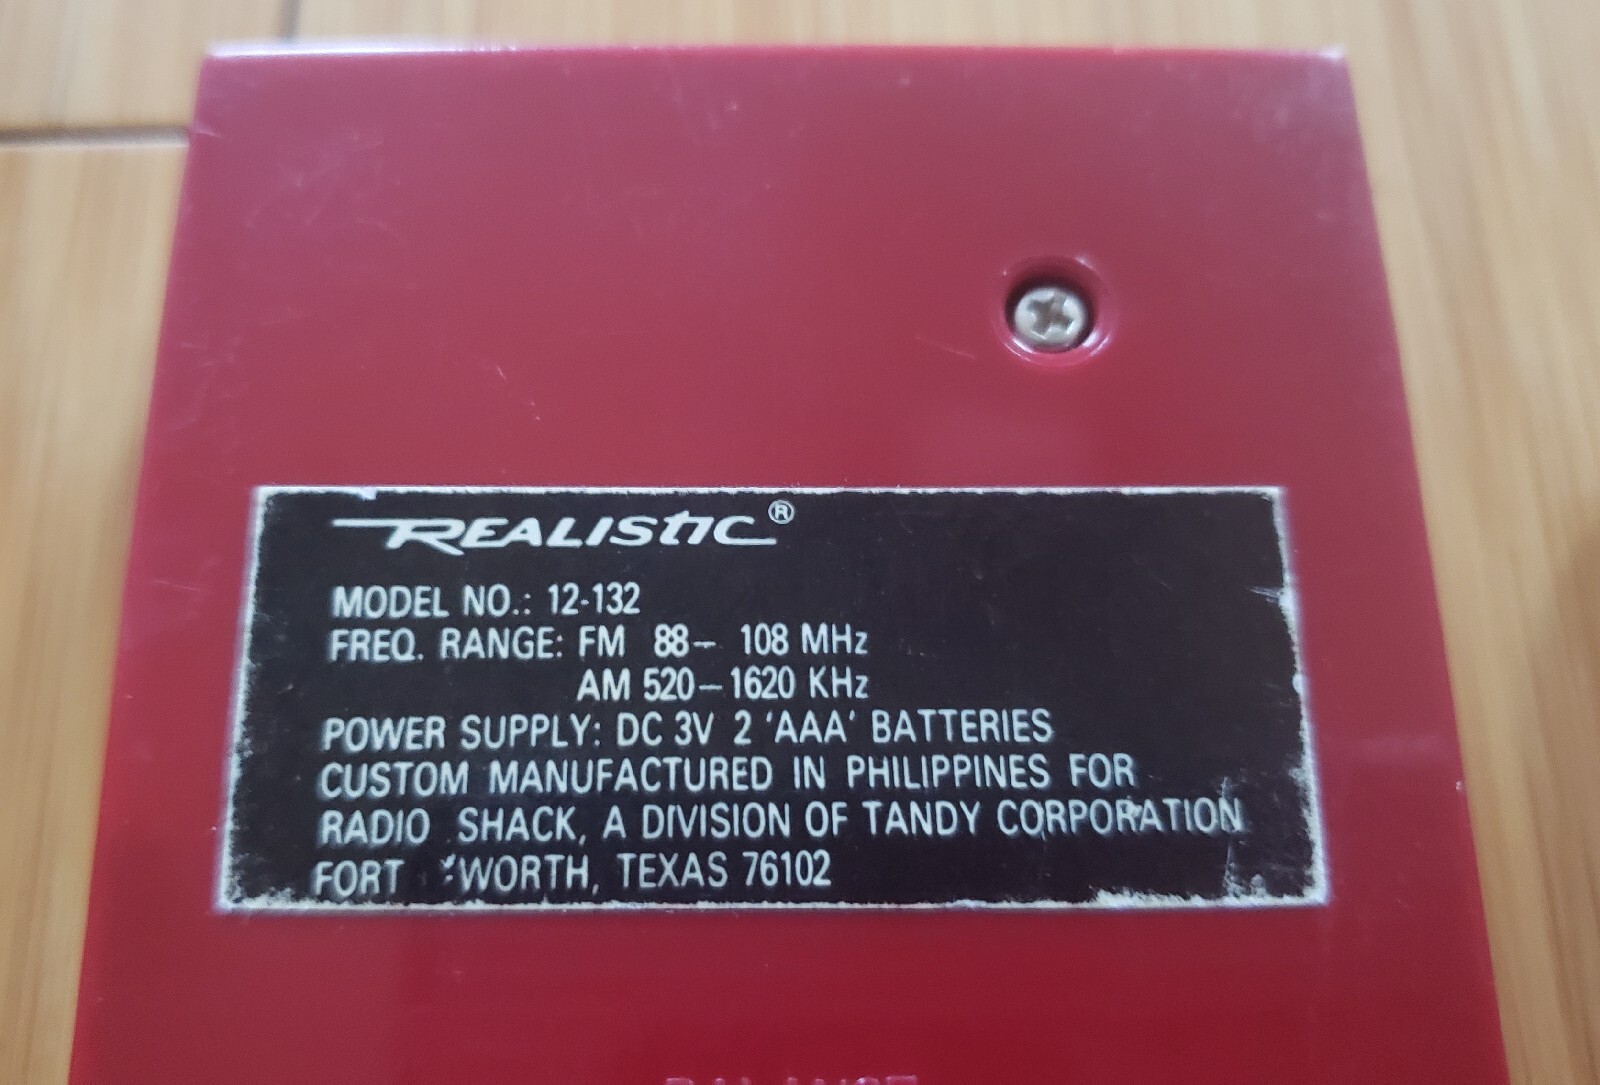 REALISTIC®
MODEL NO.: 12-132
FREQ. RANGE: FM 88– 108 MHz
AM 520–1620 KHz
POWER SUPPLY: DC 3V 2 'AAA' BATTERIES
CUSTOM MANUFACTURED IN PHILIPPINES FOR
RADIO SHACK, A DIVISION OF TANDY CORPORATION
FORT WORTH, TEXAS 76102
BALANCE